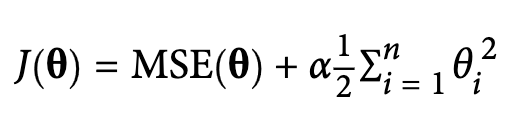 J(θ) = MSE(θ) + α½Σⁿᵢ ₌ ₁ θᵢ²